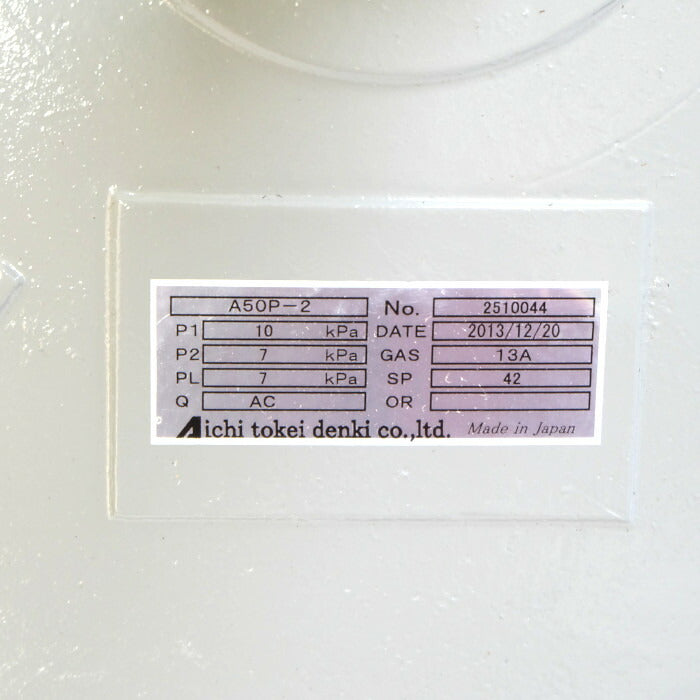 A50P-2 No. 2510044
P1 10 kPa DATE 2013/12/20
P2 7 kPa GAS 13A
PL 7 kPa SP 42
Q AC OR
Aichi tokei denki co.,ltd. Made in Japan